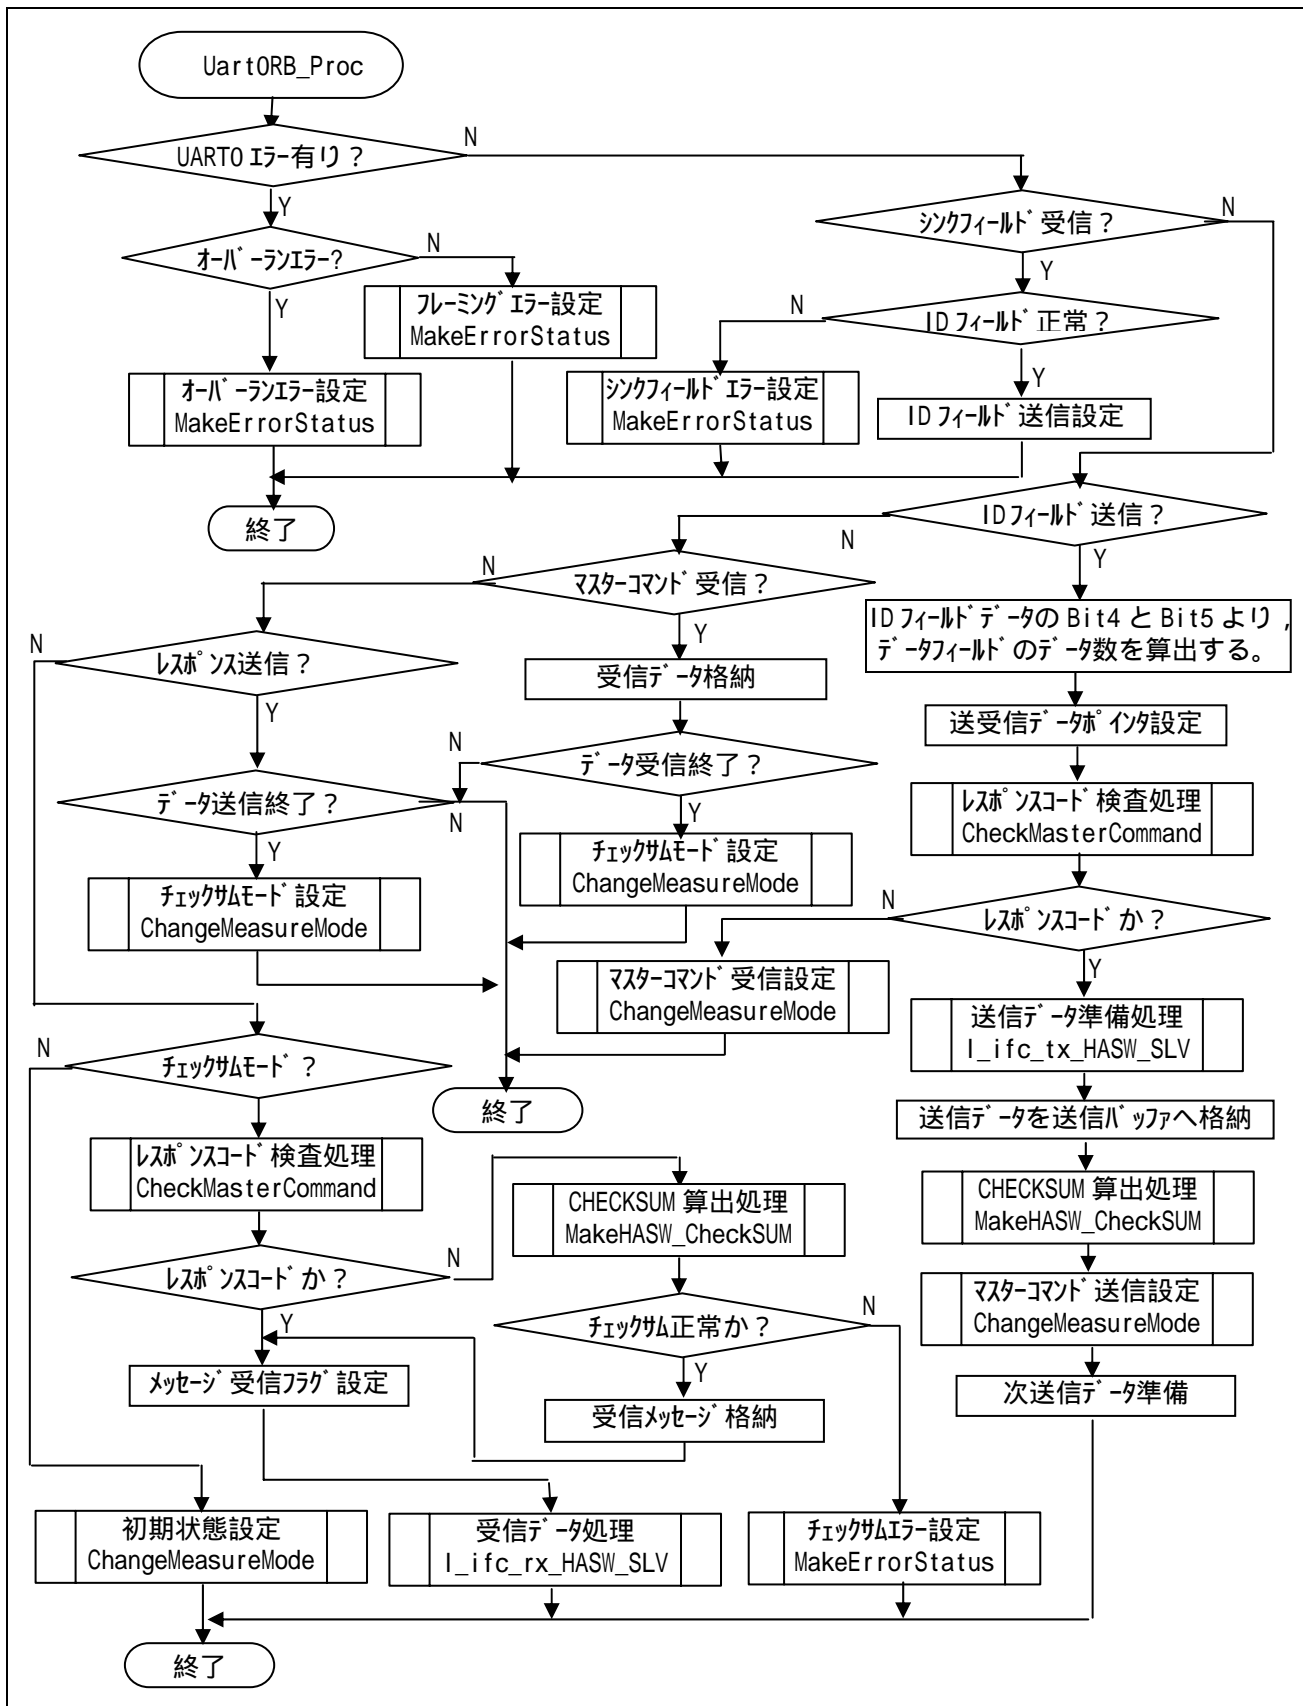 Uart0RB_Proc
N
UART0 ｴﾗｰ有り？
Y
N
ｼﾝｸﾌｨｰﾙﾄﾞ受信？
N
ｵｰﾊﾞｰﾗﾝｴﾗｰ?
Y
Y
ﾌﾚｰﾐﾝｸﾞｴﾗｰ設定
MakeErrorStatus
N
ID ﾌｨｰﾙﾄﾞ正常？
Y
ｵｰﾊﾞｰﾗﾝｴﾗｰ設定
MakeErrorStatus
ｼﾝｸﾌｨｰﾙﾄﾞｴﾗｰ設定
MakeErrorStatus
ID ﾌｨｰﾙﾄﾞ送信設定
終了
ID ﾌｨｰﾙﾄﾞ送信？
N
Y
N
ﾏｽﾀｰｺﾏﾝﾄﾞ受信？
Y
ID ﾌｨｰﾙﾄﾞﾃﾞｰﾀの Bit4 と Bit5 より，
ﾃﾞｰﾀﾌｨｰﾙﾄﾞのﾃﾞｰﾀ数を算出する。
N
ﾚｽﾎﾟﾝｽ送信？
Y
受信ﾃﾞｰﾀ格納
送受信ﾃﾞｰﾀﾎﾟｲﾝﾀ設定
N
ﾃﾞｰﾀ受信終了？
Y
ﾃﾞｰﾀ送信終了？
N
Y
ﾚｽﾎﾟﾝｽｺｰﾄﾞ検査処理
CheckMasterCommand
ﾁｪｯｸｻﾑﾓｰﾄﾞ設定
ChangeMeasureMode
ﾁｪｯｸｻﾑﾓｰﾄﾞ設定
ChangeMeasureMode
N
ﾚｽﾎﾟﾝｽｺｰﾄﾞか？
Y
ﾏｽﾀｰｺﾏﾝﾄﾞ受信設定
ChangeMeasureMode
送信ﾃﾞｰﾀ準備処理
l_ifc_tx_HASW_SLV
N
ﾁｪｯｸｻﾑﾓｰﾄﾞ？
Y
終了
送信ﾃﾞｰﾀを送信ﾊﾞｯﾌｧへ格納
ﾚｽﾎﾟﾝｽｺｰﾄﾞ検査処理
CheckMasterCommand
CHECKSUM 算出処理
MakeHASW_CheckSUM
CHECKSUM 算出処理
MakeHASW_CheckSUM
N
ﾚｽﾎﾟﾝｽｺｰﾄﾞか？
Y
N
ﾁｪｯｸｻﾑ正常か？
Y
ﾏｽﾀｰｺﾏﾝﾄﾞ送信設定
ChangeMeasureMode
ﾒｯｾｰｼﾞ受信ﾌﾗｸﾞ設定
受信ﾒｯｾｰｼﾞ格納
次送信ﾃﾞｰﾀ準備
初期状態設定
ChangeMeasureMode
受信ﾃﾞｰﾀ処理
l_ifc_rx_HASW_SLV
ﾁｪｯｸｻﾑｴﾗｰ設定
MakeErrorStatus
終了